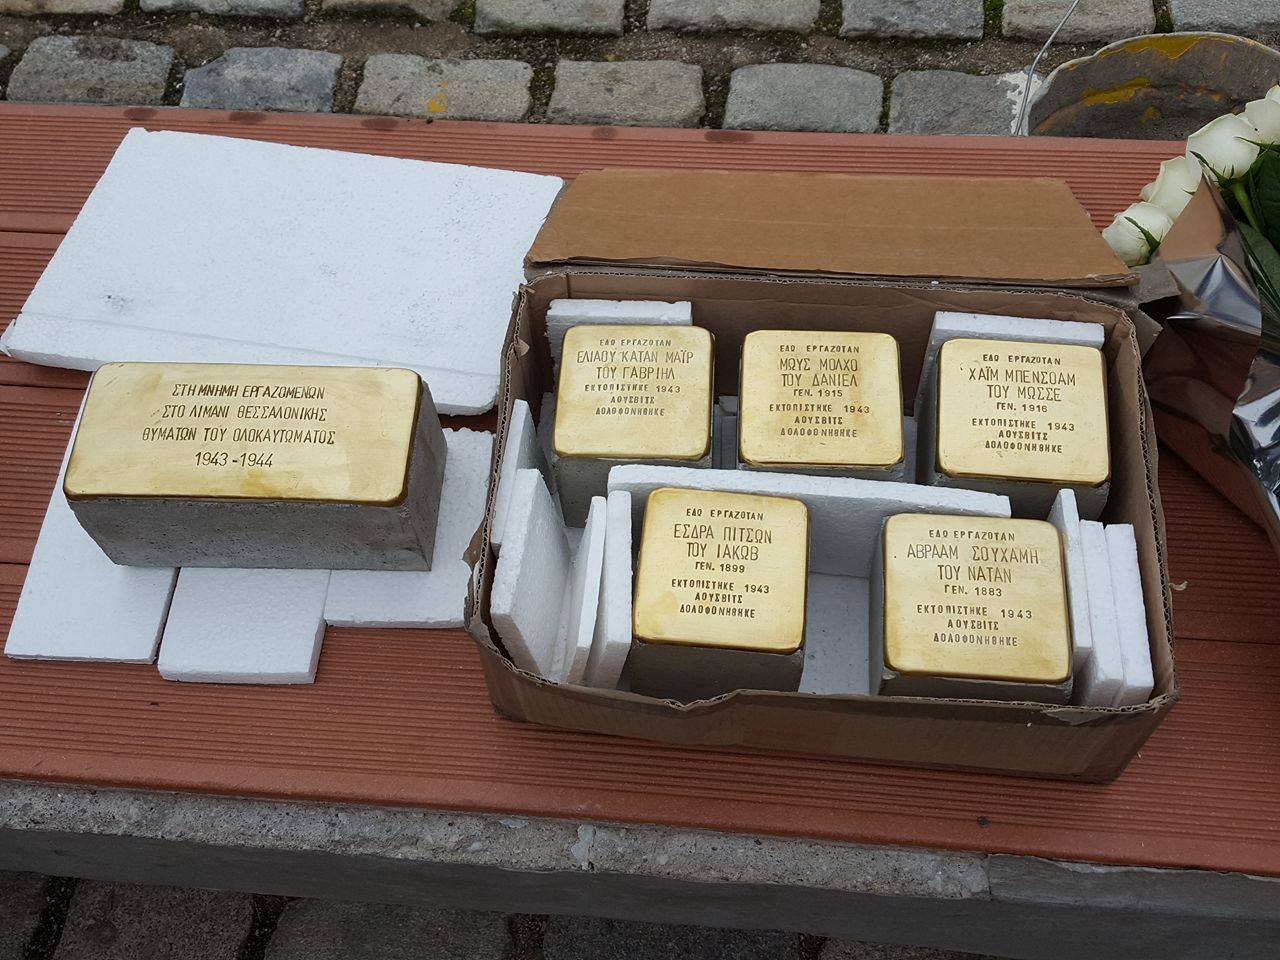 ΣΤΗ ΜΝΗΜΗ ΕΡΓΑΖΟΜΕΝΩΝ
ΣΤΟ ΛΙΜΑΝΙ ΘΕΣΣΑΛΟΝΙΚΗΣ
ΘΥΜΑΤΩΝ ΤΟΥ ΟΛΟΚΑΥΤΩΜΑΤΟΣ
1943-1944
ΕΔΩ ΕΡΓΑΖΟΤΑΝ
ΕΛΙΑΟΥ ΚΑΤΑΝ ΜΑΪΡ
ΤΟΥ ΓΑΒΡΙΗΛ
ΕΚΤΟΠΙΣΤΗΚΕ 1943
ΑΟΥΣΒΙΤΣ
ΔΟΛΟΦΟΝΗΘΗΚΕ
ΕΔΩ ΕΡΓΑΖΟΤΑΝ
ΜΩΥΣ ΜΟΛΧΟ
ΤΟΥ ΔΑΝΙΕΛ
ΓΕΝ. 1915
ΕΚΤΟΠΙΣΤΗΚΕ 1943
ΑΟΥΣΒΙΤΣ
ΔΟΛΟΦΟΝΗΘΗΚΕ
ΕΔΩ ΕΡΓΑΖΟΤΑΝ
ΧΑΪΜ ΜΠΕΝΣΟΑΜ
ΤΟΥ ΜΩΣΣΕ
ΓΕΝ. 1916
ΕΚΤΟΠΙΣΤΗΚΕ 1943
ΑΟΥΣΒΙΤΣ
ΔΟΛΟΦΟΝΗΘΗΚΕ
ΕΔΩ ΕΡΓΑΖΟΤΑΝ
ΕΣΔΡΑ ΠΙΤΣΩΝ
ΤΟΥ ΙΑΚΩΒ
ΓΕΝ. 1899
ΕΚΤΟΠΙΣΤΗΚΕ 1943
ΑΟΥΣΒΙΤΣ
ΔΟΛΟΦΟΝΗΘΗΚΕ
ΕΔΩ ΕΡΓΑΖΟΤΑΝ
ΑΒΡΑΑΜ ΣΟΥΧΑΜΗ
ΤΟΥ ΝΑΤΑΝ
ΓΕΝ. 1883
ΕΚΤΟΠΙΣΤΗΚΕ 1943
ΑΟΥΣΒΙΤΣ
ΔΟΛΟΦΟΝΗΘΗΚΕ